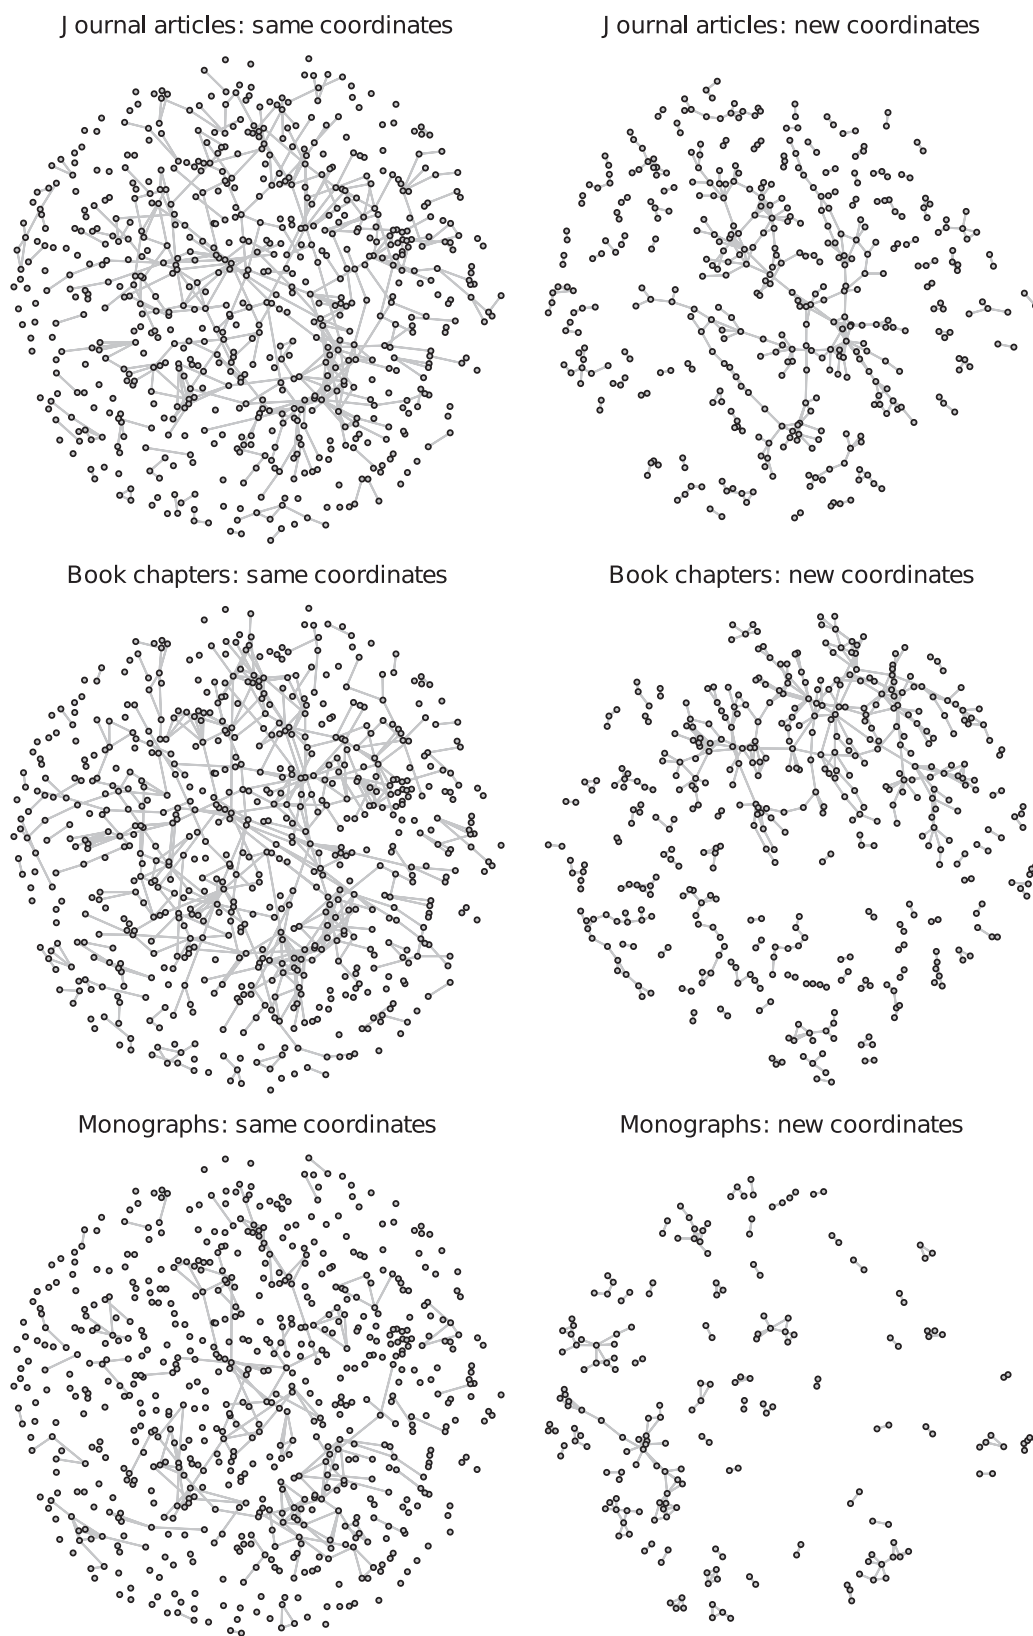 Journal articles: same coordinates
Journal articles: new coordinates
Book chapters: same coordinates
Book chapters: new coordinates
Monographs: same coordinates
Monographs: new coordinates